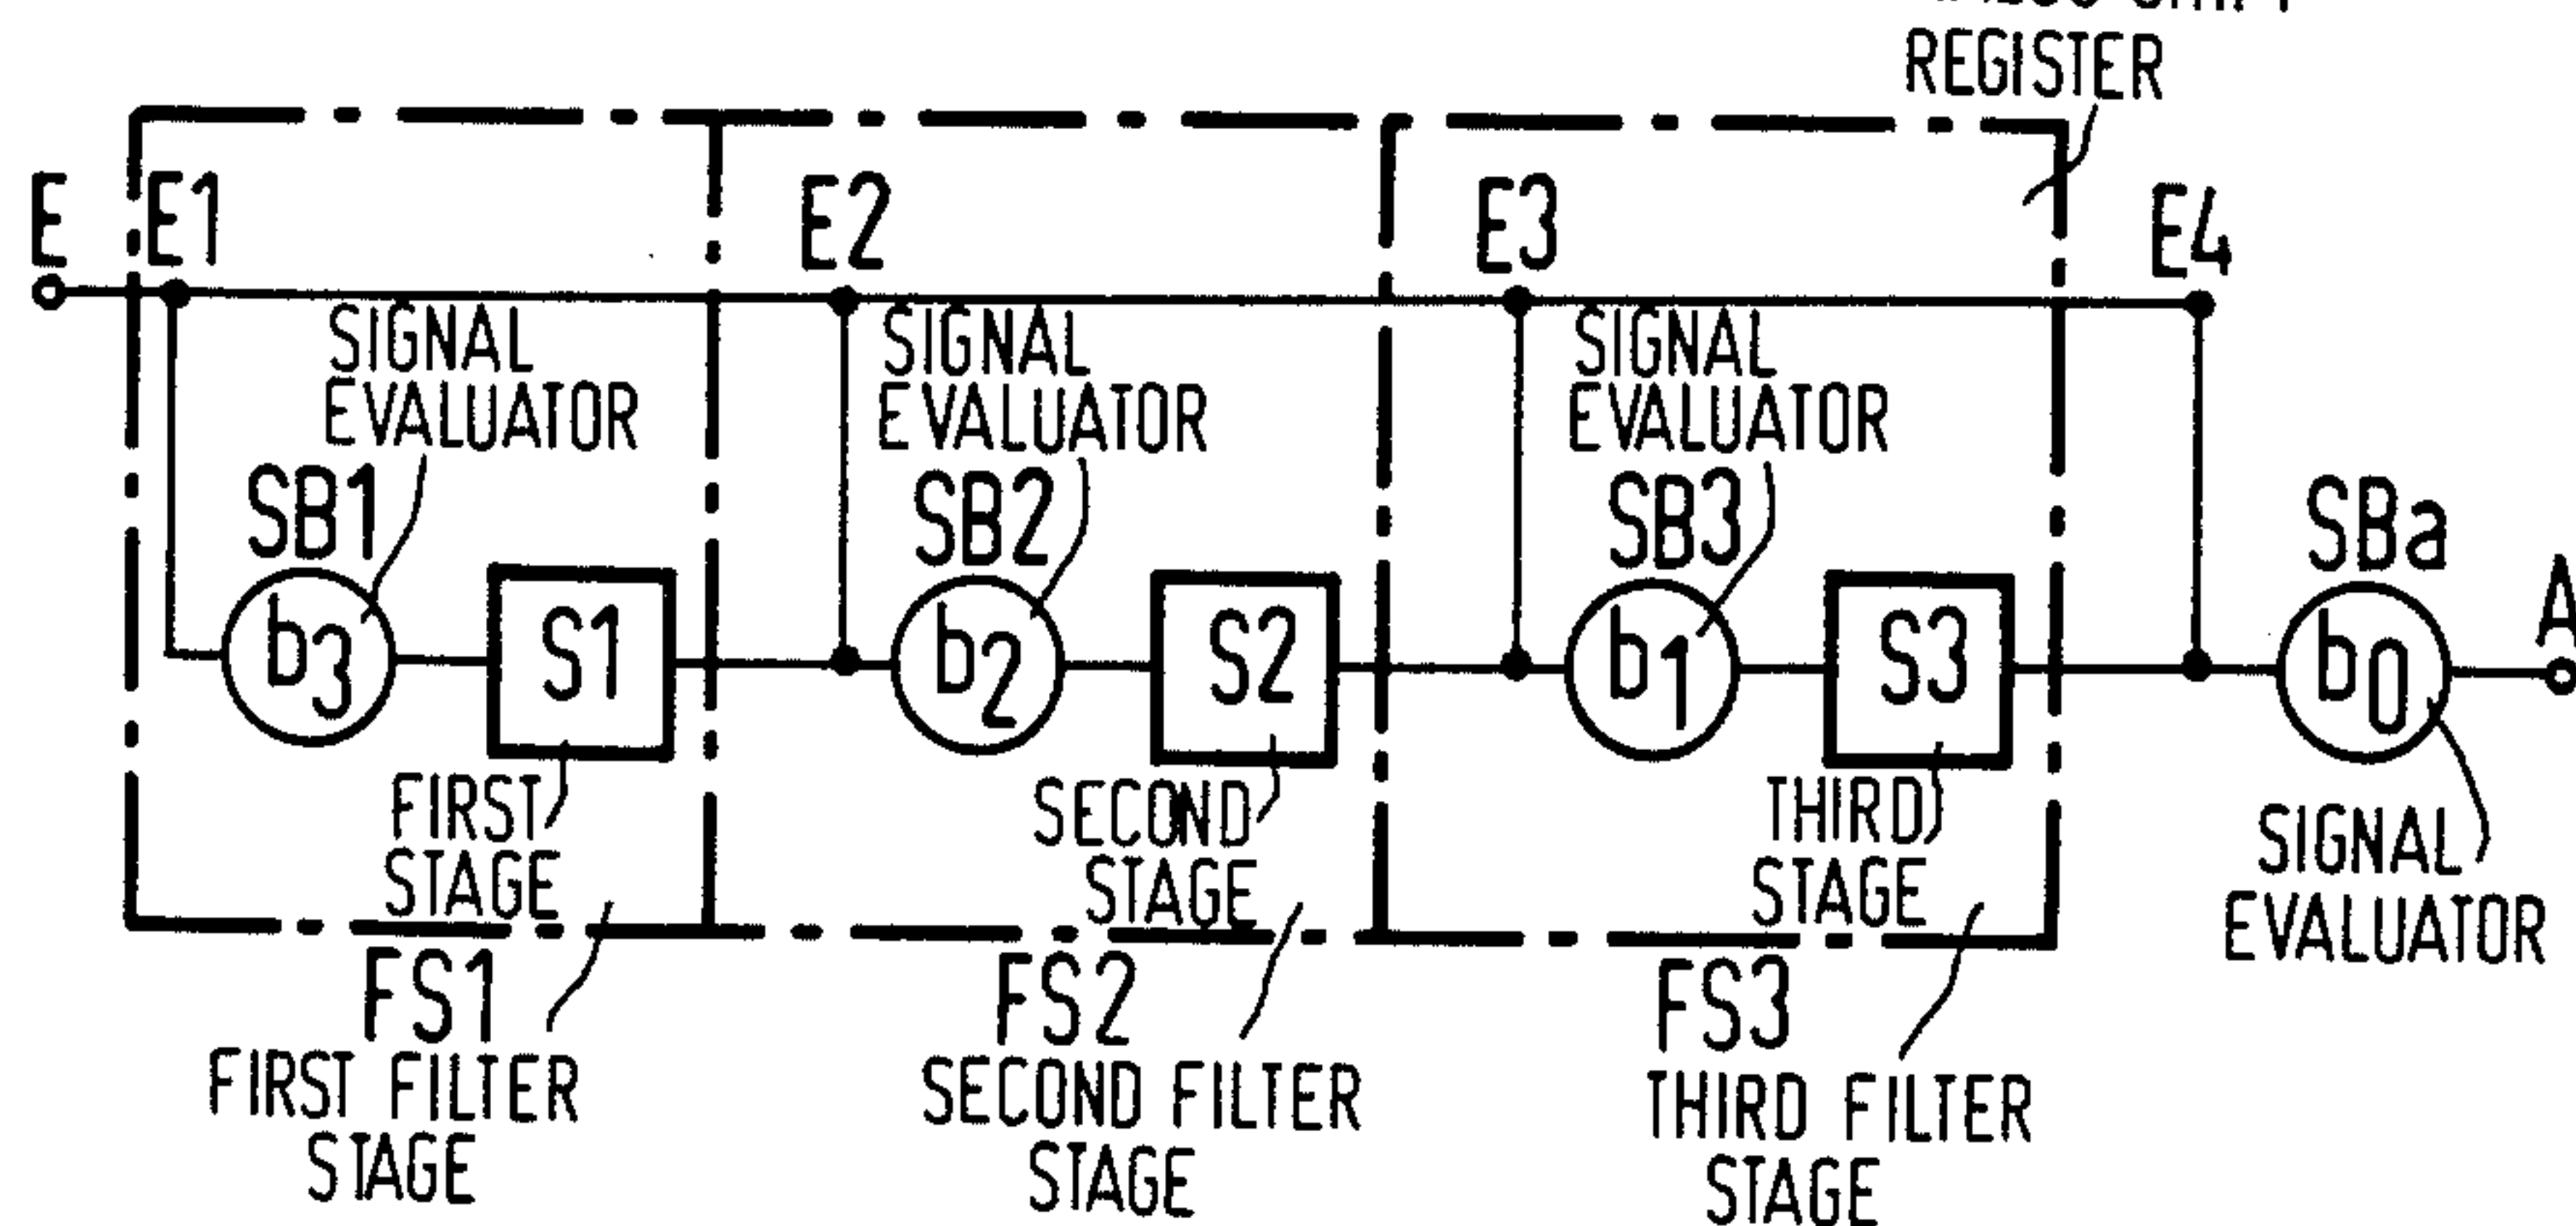 REGISTER
E E1 E2 E3 E4
SIGNAL EVALUATOR
SIGNAL EVALUATOR
SIGNAL EVALUATOR
SB1 SB2 SB3 SBa
A
b3 S1 b2 S2 b1 S3 b0
FIRST STAGE
SECOND STAGE
THIRD STAGE
SIGNAL EVALUATOR
FS1 FS2 FS3
FIRST FILTER STAGE
SECOND FILTER STAGE
THIRD FILTER STAGE